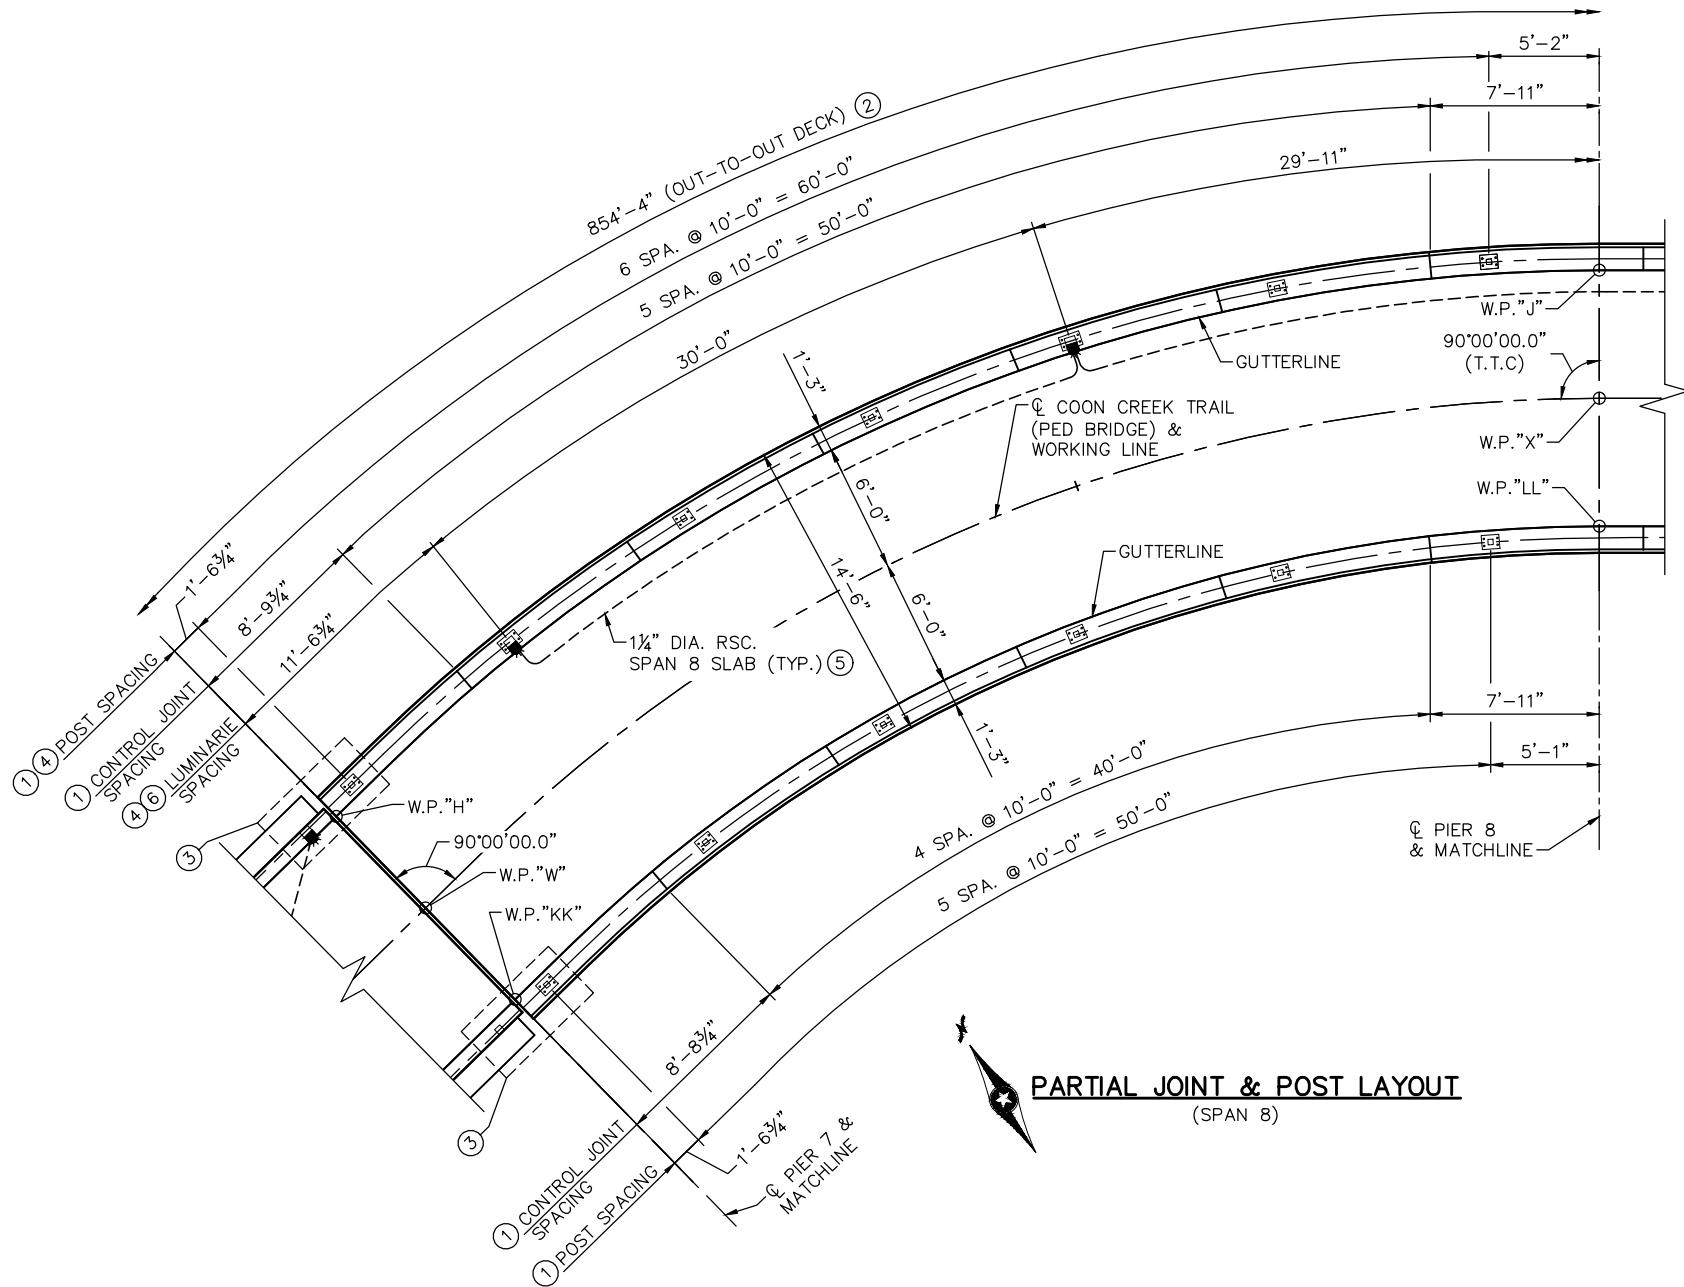 5'-2"
7'-11"
854'-4" (OUT-TO-OUT DECK) 2
29'-11"
6 SPA. @ 10'-0" = 60'-0"
5 SPA. @ 10'-0" = 50'-0"
30'-0"
W.P."J"
1'-3"
90°00'00.0"
(T.T.C)
GUTTERLINE
℄ COON CREEK TRAIL
(PED BRIDGE) &
WORKING LINE
W.P."X"
6'-0"
W.P."LL"
GUTTERLINE
14'-6"
1'-6¾"
8'-9¾"
11'-6¾"
6'-0"
1¼" DIA. RSC.
SPAN 8 SLAB (TYP.) 5
1 4 POST SPACING
1 CONTROL JOINT
SPACING
4 6 LUMINARIE
SPACING
7'-11"
1'-3"
5'-1"
W.P."H"
4 SPA. @ 10'-0" = 40'-0"
3
90°00'00.0"
℄ PIER 8
& MATCHLINE
W.P."W"
5 SPA. @ 10'-0" = 50'-0"
W.P."KK"
8'-8¾"
PARTIAL JOINT & POST LAYOUT
(SPAN 8)
3
1'-6¾"
℄ PIER 7 &
MATCHLINE
1 CONTROL JOINT
SPACING
1 POST SPACING